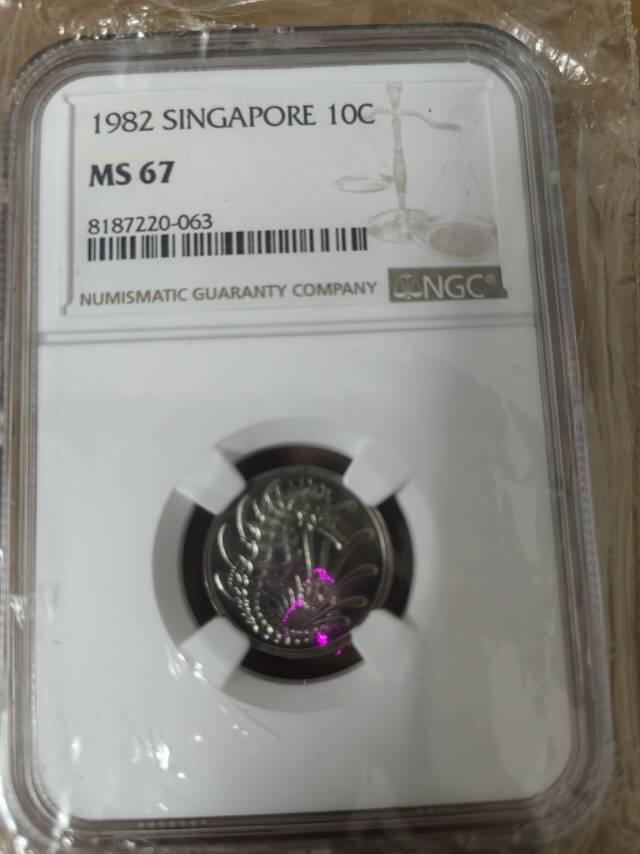 1982 SINGAPORE 10C
MS 67
8187220-063
NUMISMATIC GUARANTY COMPANY NGC®